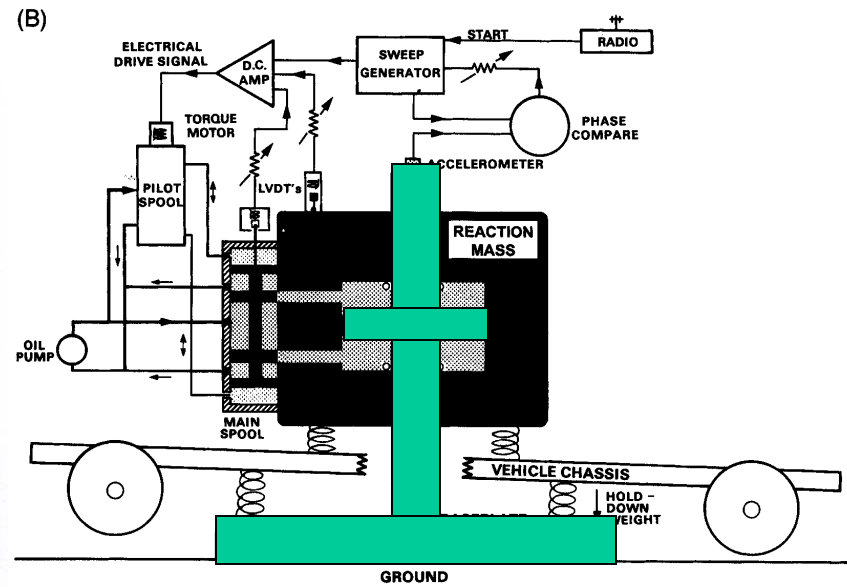 (B)
START
RADIO
ELECTRICAL
DRIVE SIGNAL
D.C.
AMP
SWEEP
GENERATOR
TORQUE
MOTOR
PHASE
COMPARE
ACCELEROMETER
PILOT
SPOOL
LVDT's
REACTION
MASS
OIL
PUMP
MAIN
SPOOL
VEHICLE CHASSIS
HOLD –
DOWN
WEIGHT
GROUND